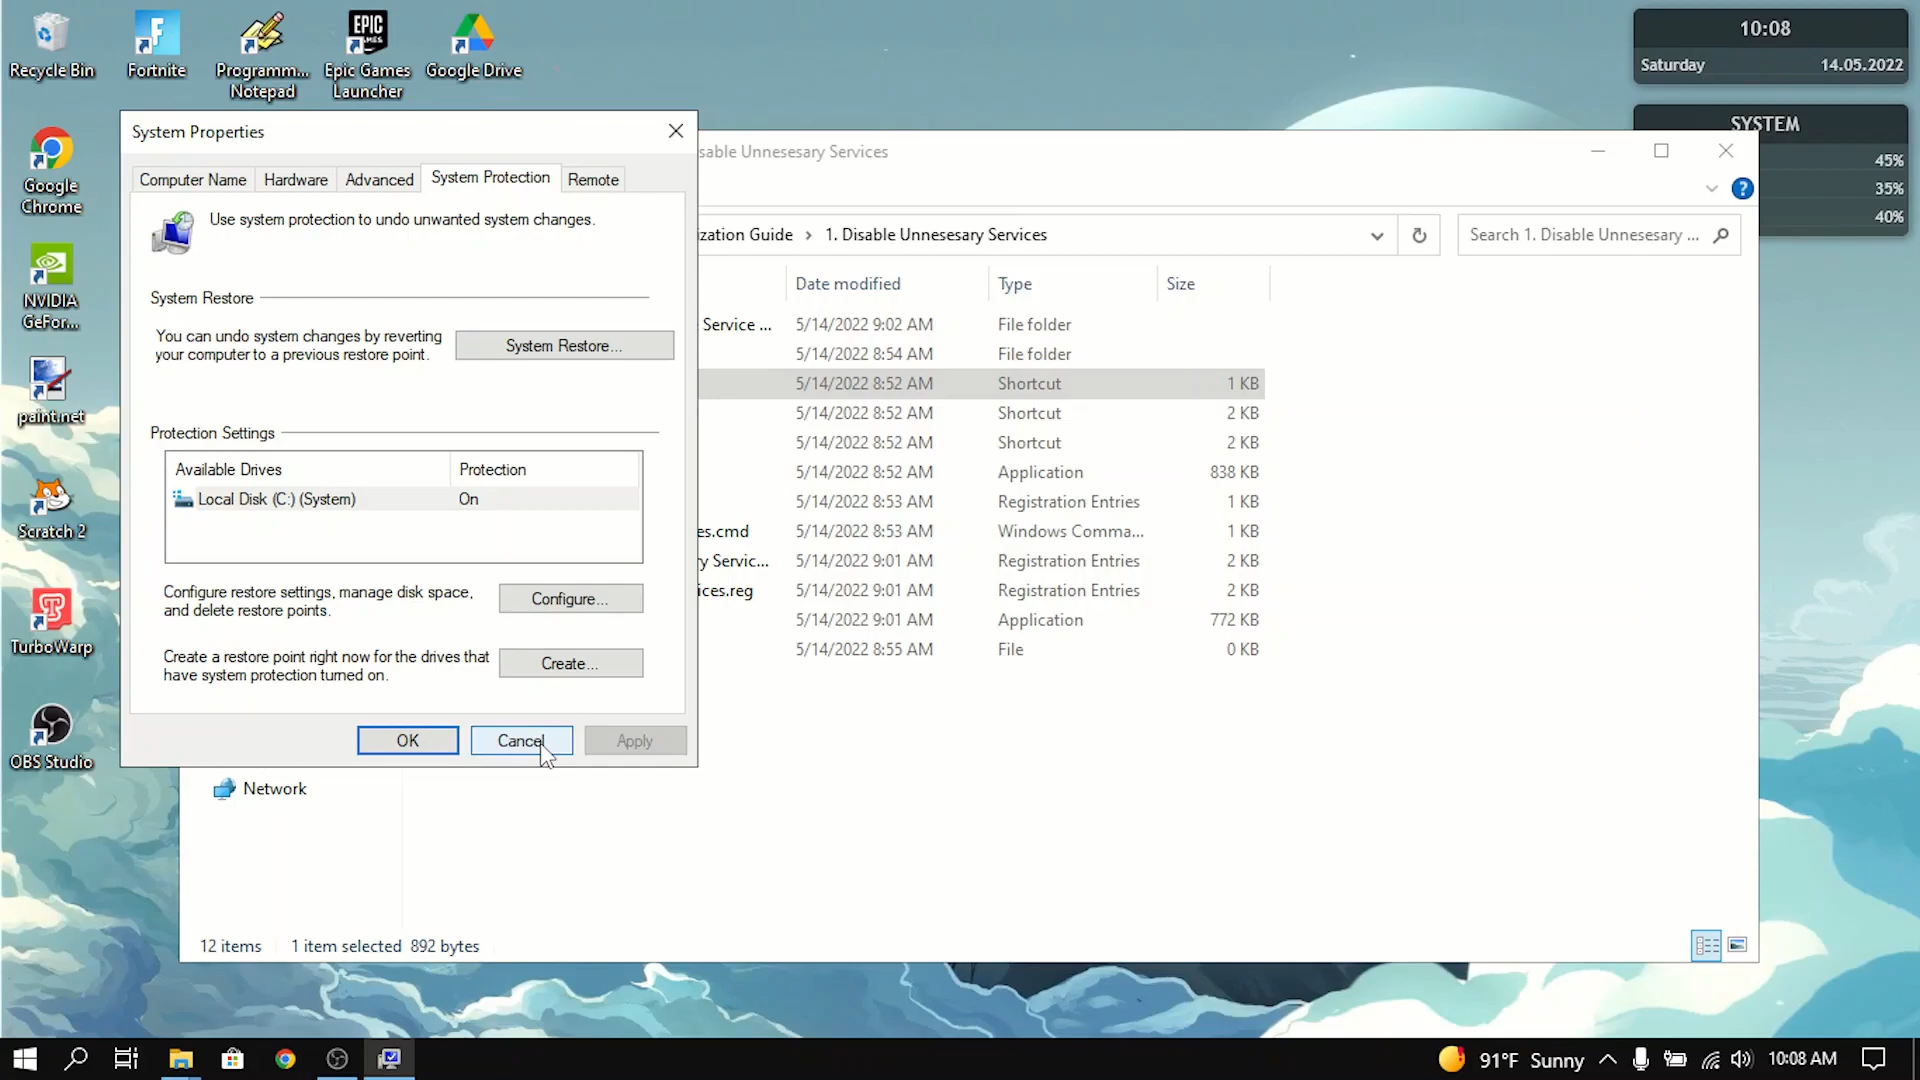 Recycle Bin
Fortnite
Programm...
Notepad
EPIC
GAMES
Epic Games
Launcher
Google Drive
10:08
Saturday 14.05.2022
SYSTEM
45%
35%
40%
Google
Chrome
NVIDIA
GeFor...
paint.net
Scratch 2
TurboWarp
OBS Studio
System Properties
Computer Name Hardware Advanced System Protection Remote
Use system protection to undo unwanted system changes.
System Restore
You can undo system changes by reverting
your computer to a previous restore point.
System Restore...
Protection Settings
Available Drives Protection
Local Disk (C:) (System) On
Configure restore settings, manage disk space,
and delete restore points.
Configure...
Create a restore point right now for the drives that
have system protection turned on.
Create...
OK Cancel Apply
sable Unnesesary Services
ization Guide > 1. Disable Unnesesary Services
Search 1. Disable Unnesesary ...
Date modified Type Size
Service ... 5/14/2022 9:02 AM File folder
5/14/2022 8:54 AM File folder
5/14/2022 8:52 AM Shortcut 1 KB
5/14/2022 8:52 AM Shortcut 2 KB
5/14/2022 8:52 AM Shortcut 2 KB
5/14/2022 8:52 AM Application 838 KB
5/14/2022 8:53 AM Registration Entries 1 KB
es.cmd 5/14/2022 8:53 AM Windows Comma... 1 KB
ry Servic... 5/14/2022 9:01 AM Registration Entries 2 KB
ices.reg 5/14/2022 9:01 AM Registration Entries 2 KB
5/14/2022 9:01 AM Application 772 KB
5/14/2022 8:55 AM File 0 KB
Network
12 items 1 item selected 892 bytes
91°F Sunny
10:08 AM